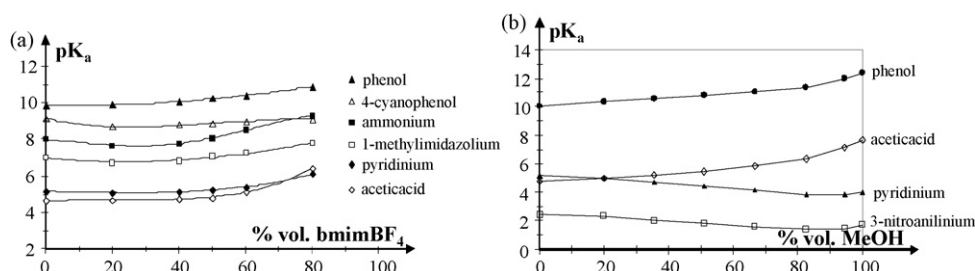 (a)
pKa
12
10
8
6
4
2
0 20 40 60 80 100
% vol. bmimBF4
phenol
4-cyanophenol
ammonium
1-methylimidazolium
pyridinium
aceticacid
(b)
pKa
14
12
10
8
6
4
2
0
0 20 40 60 80 100
% vol. MeOH
phenol
aceticacid
pyridinium
3-nitroanilinium